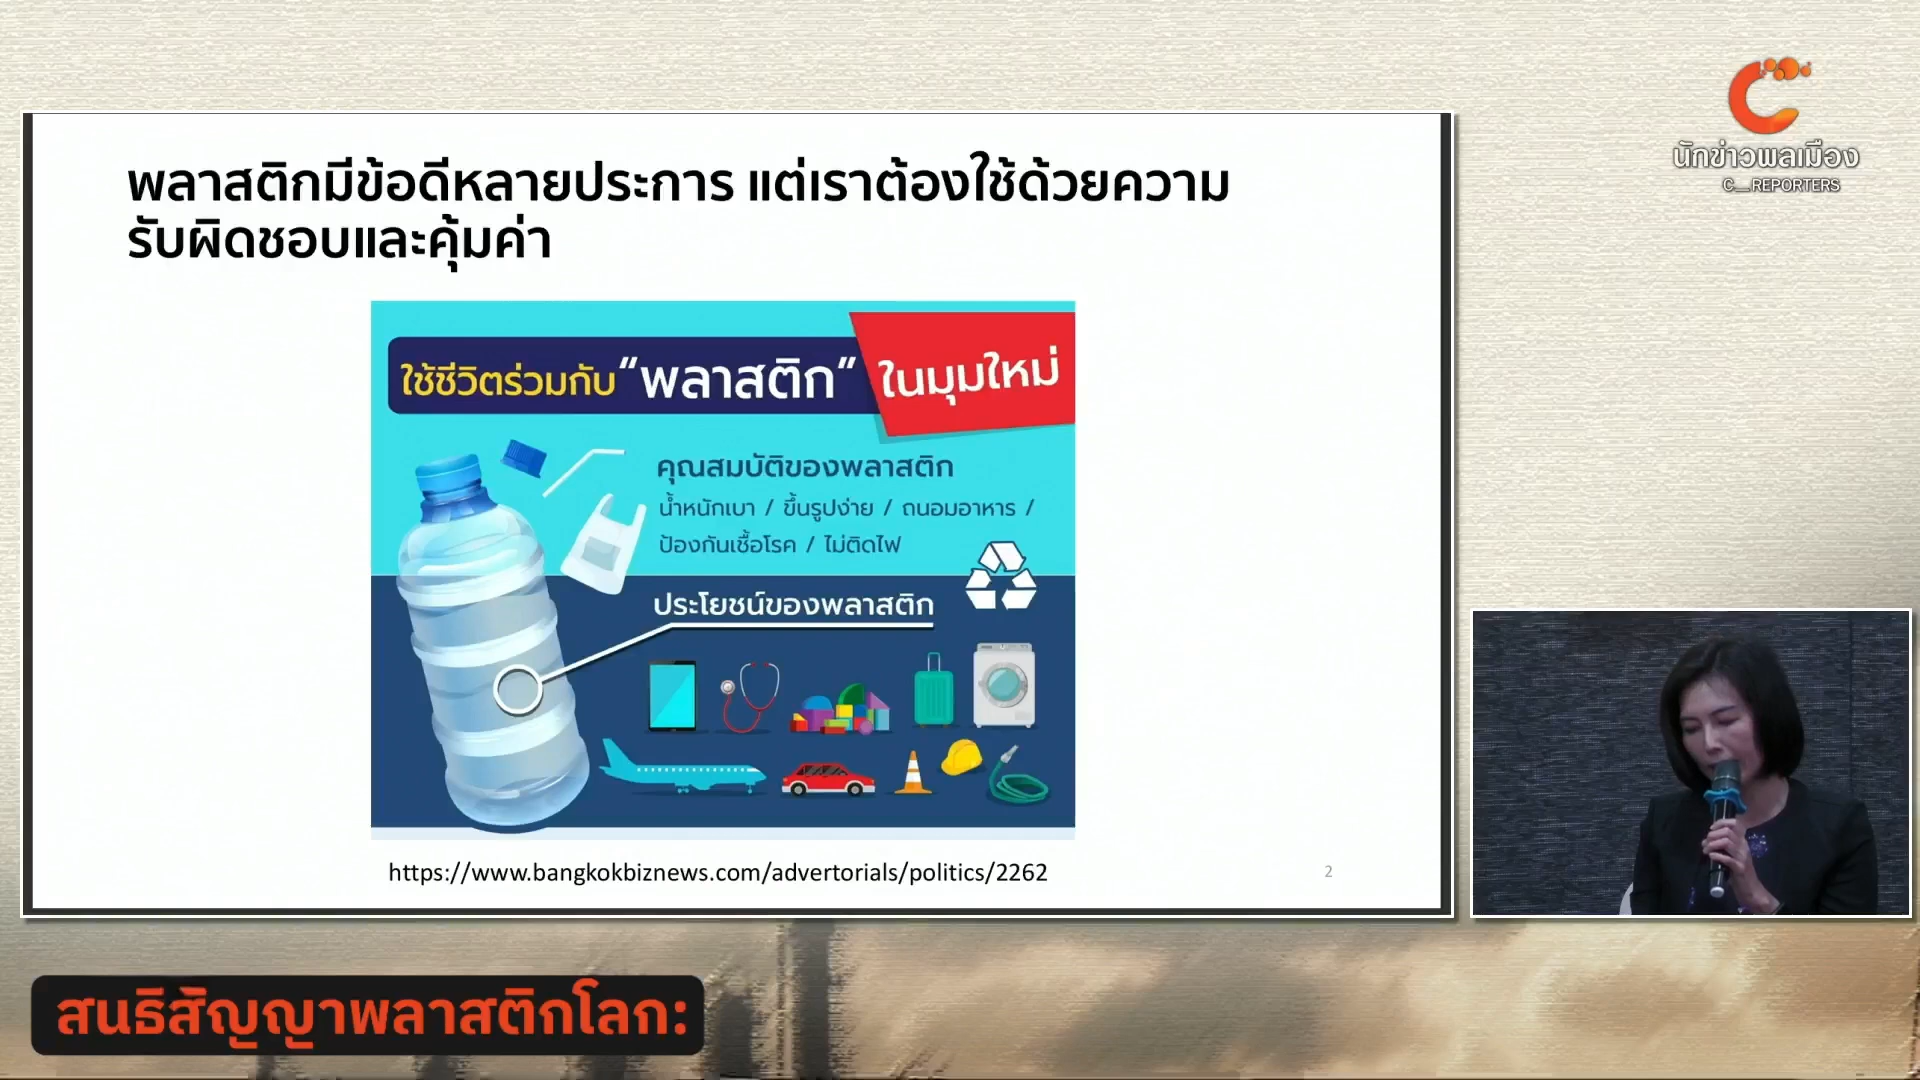 นักข่าวพลเมือง
C__REPORTERS
พลาสติกมีข้อดีหลายประการ แต่เราต้องใช้ด้วยความ
รับผิดชอบและคุ้มค่า
ใช้ชีวิตร่วมกับ “พลาสติก” ในมุมใหม่
คุณสมบัติของพลาสติก
น้ำหนักเบา / ขึ้นรูปง่าย / ถนอมอาหาร /
ป้องกันเชื้อโรค / ไม่ติดไฟ
ประโยชน์ของพลาสติก
https://www.bangkokbiznews.com/advertorials/politics/2262
2
สนธิสัญญาพลาสติกโลก: